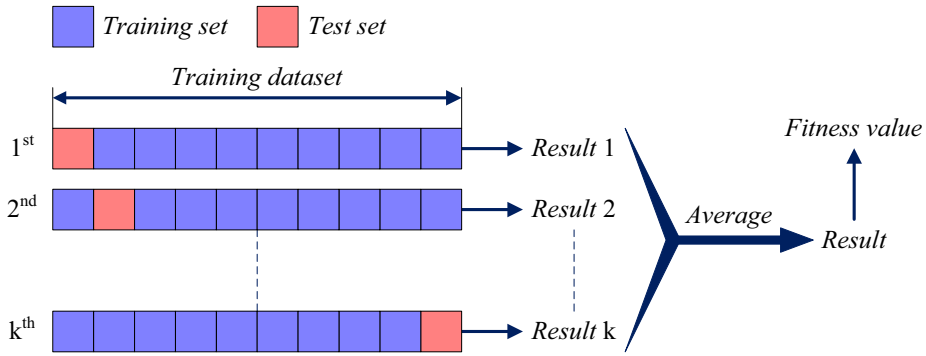 Training set Test set
Training dataset
1st Result 1
Fitness value
2nd Result 2
Average
Result
kth Result k